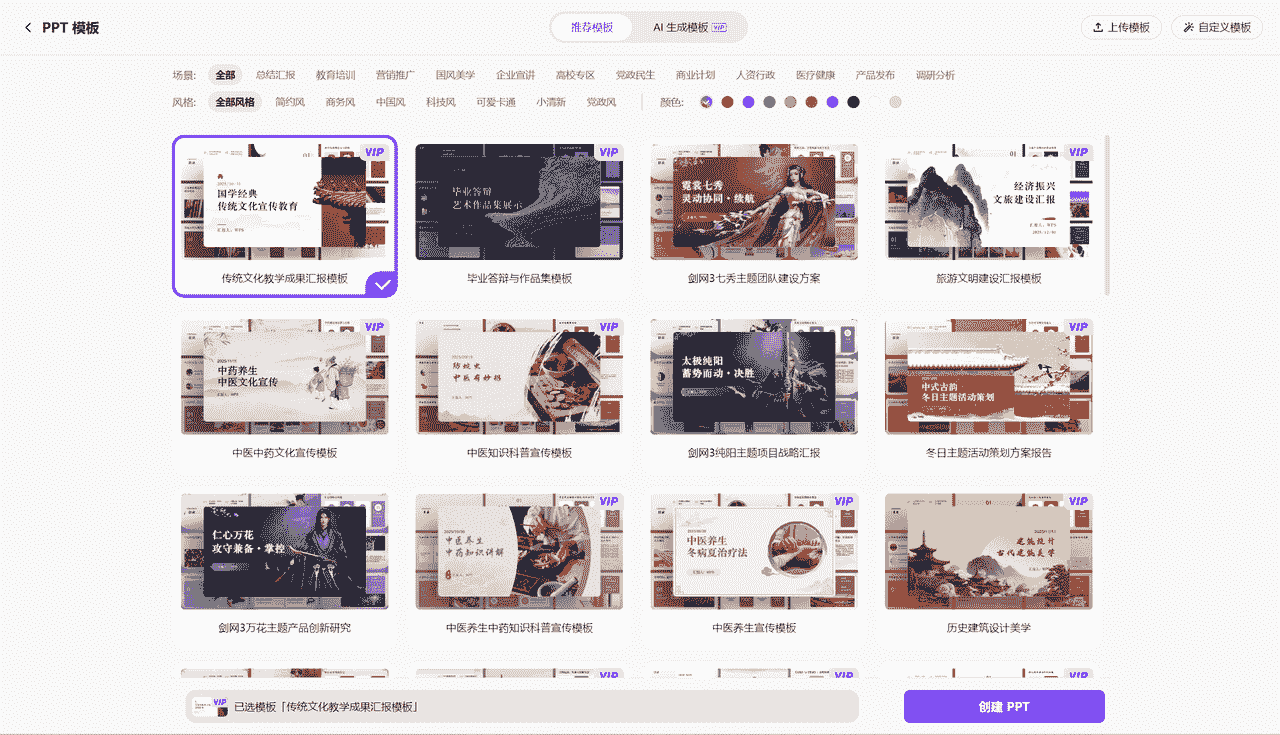 PPT 模板
推荐模板
AI 生成模板 VIP
上传模板
自定义模板
场景: 全部 总结汇报 教育培训 营销推广 国风美学 企业宣讲 高校专区 党政民生 商业计划 人资行政 医疗健康 产品发布 调研分析
风格: 全部风格 简约风 商务风 中国风 科技风 可爱卡通 小清新 党政风 颜色:
VIP
国学经典
传统文化宣传教育
传统文化教学成果汇报模板
VIP
毕业答辩
艺术作品集展示
毕业答辩与作品集模板
霓裳七秀
灵动协同·续航
剑网3七秀主题团队建设方案
VIP
经济振兴
文旅建设汇报
旅游文明建设汇报模板
VIP
中药养生
中医文化宣传
中医中药文化宣传模板
VIP
防蚊虫
中医有妙招
中医知识科普宣传模板
太极纯阳
蓄势而动·决胜
剑网3纯阳主题项目战略汇报
VIP
中式古韵
冬日主题活动策划
冬日主题活动策划方案报告
仁心万花
攻守兼备·掌控
剑网3万花主题产品创新研究
VIP
中医养生
中药知识讲解
中医养生中药知识科普宣传模板
VIP
中医养生
冬病夏治疗法
中医养生宣传模板
VIP
建筑设计
古代建筑美学
历史建筑设计美学
VIP
VIP
VIP
VIP
已选模板「传统文化教学成果汇报模板」
创建 PPT